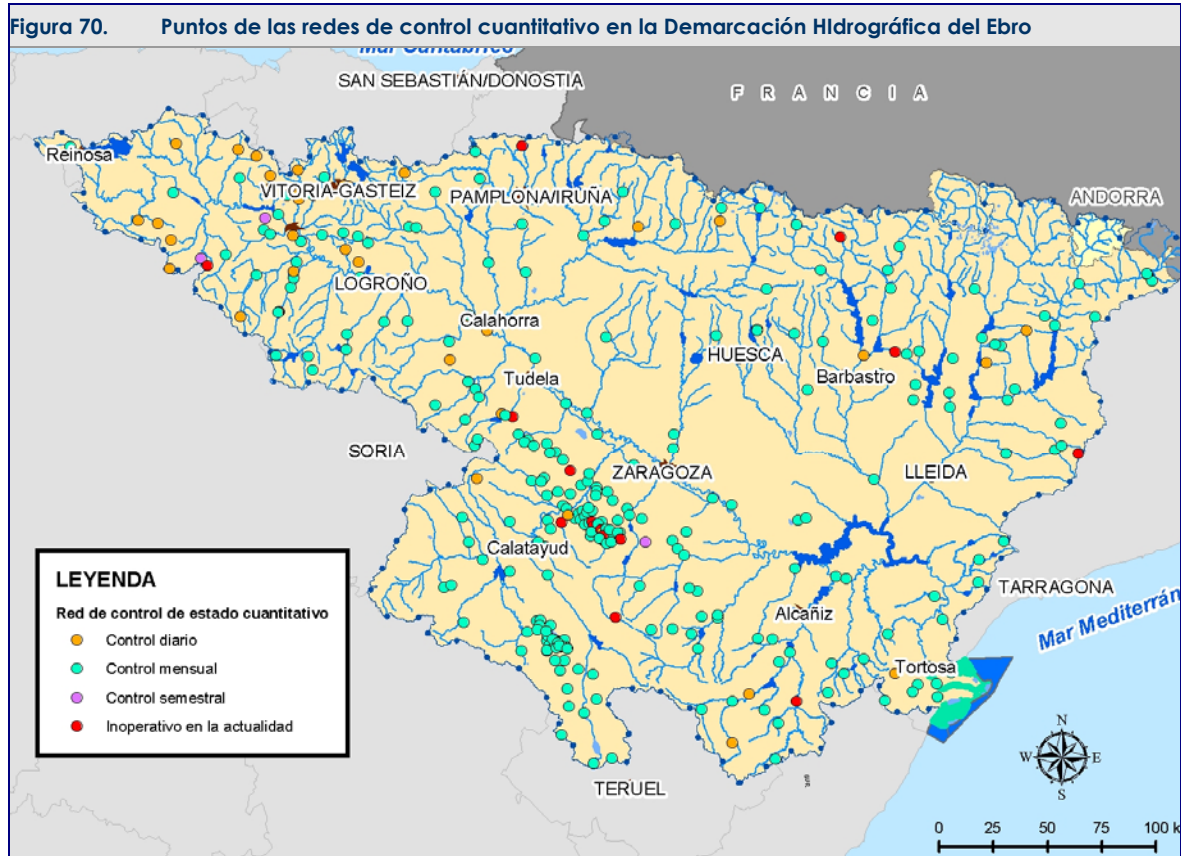 Figura 70. Puntos de las redes de control cuantitativo en la Demarcación HIdrográfica del Ebro
Mar Cantábrico
SAN SEBASTIÁN/DONOSTIA
F R A N C I A
Reinosa
VITORIA-GASTEIZ
PAMPLONA/IRUÑA
ANDORRA
LOGROÑO
Calahorra
HUESCA
Barbastro
Tudela
SORIA
ZARAGOZA
LLEIDA
Calatayud
TARRAGONA
Alcañiz
Mar Mediterrán
Tortosa
TERUEL
LEYENDA
Red de control de estado cuantitativo
Control diario
Control mensual
Control semestral
Inoperativo en la actualidad
N
W E
S
0 25 50 75 100 k